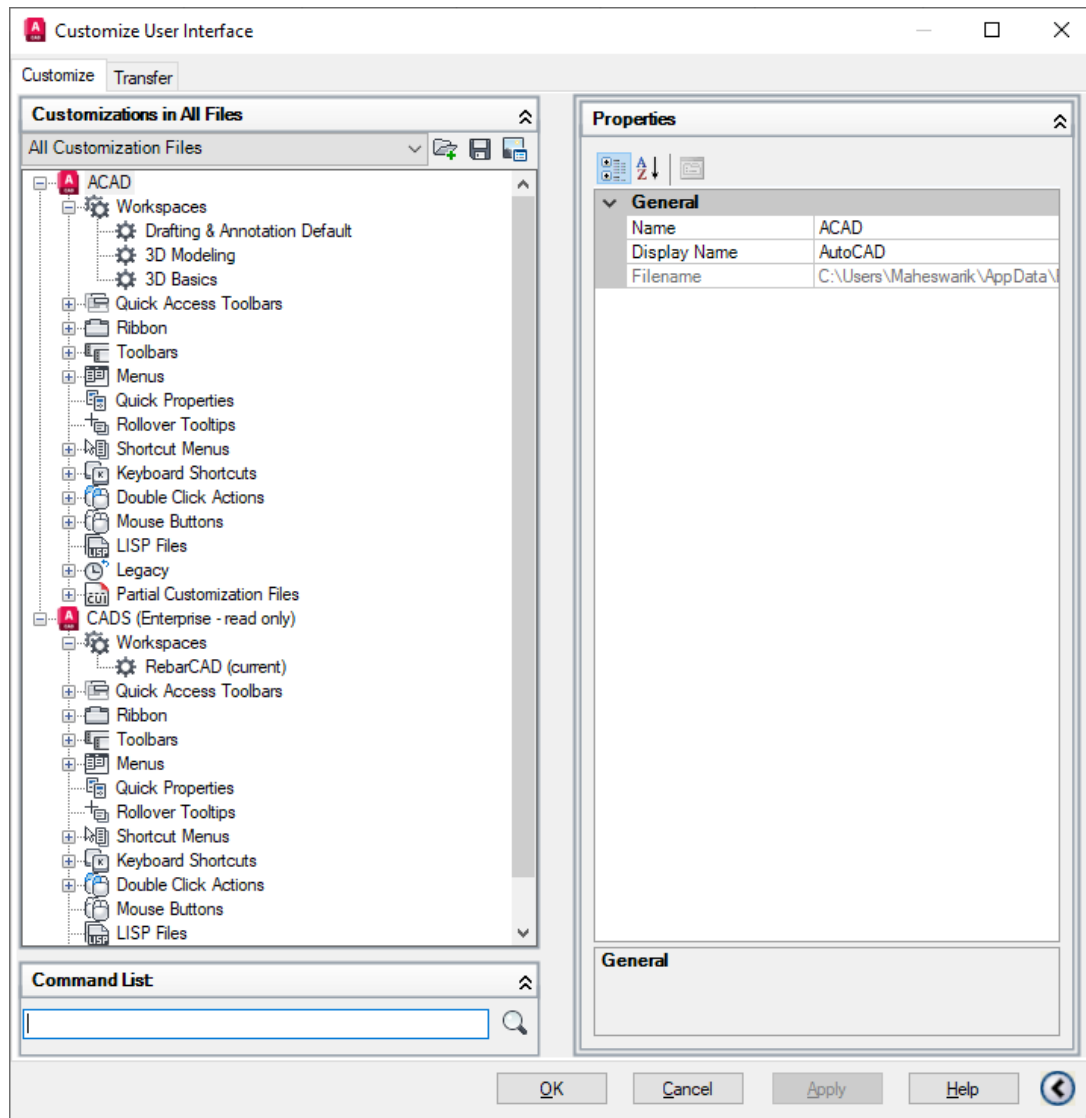 Customize User Interface
Customize Transfer
Customizations in All Files
All Customization Files
ACAD
Workspaces
Drafting & Annotation Default
3D Modeling
3D Basics
Quick Access Toolbars
Ribbon
Toolbars
Menus
Quick Properties
Rollover Tooltips
Shortcut Menus
Keyboard Shortcuts
Double Click Actions
Mouse Buttons
LISP Files
Legacy
Partial Customization Files
CADS (Enterprise - read only)
Workspaces
RebarCAD (current)
Quick Access Toolbars
Ribbon
Toolbars
Menus
Quick Properties
Rollover Tooltips
Shortcut Menus
Keyboard Shortcuts
Double Click Actions
Mouse Buttons
LISP Files
Command List:
Properties
General
Name ACAD
Display Name AutoCAD
Filename C:\Users\Maheswarik\AppData\
General
OK Cancel Apply Help